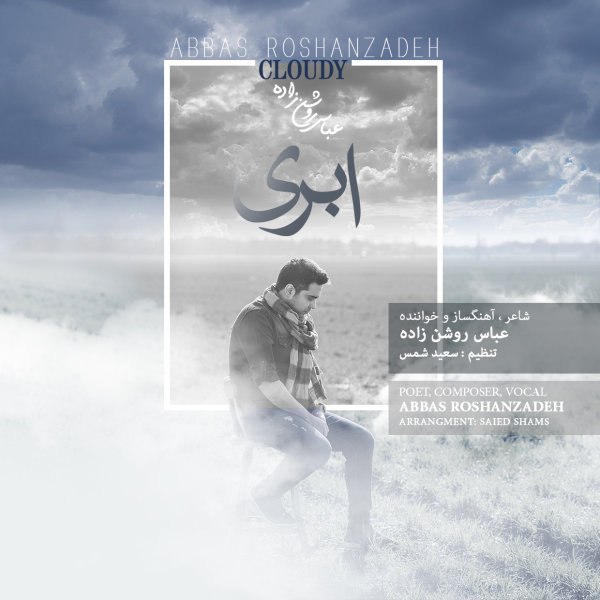 ABBAS ROSHANZADEH
CLOUDY
عباس روشن زاده
ابری
شاعر ، آهنگساز و خواننده
عباس روشن زاده
تنظیم : سعید شمس
POET, COMPOSER, VOCAL
ABBAS ROSHANZADEH
ARRANGMENT: SAIED SHAMS